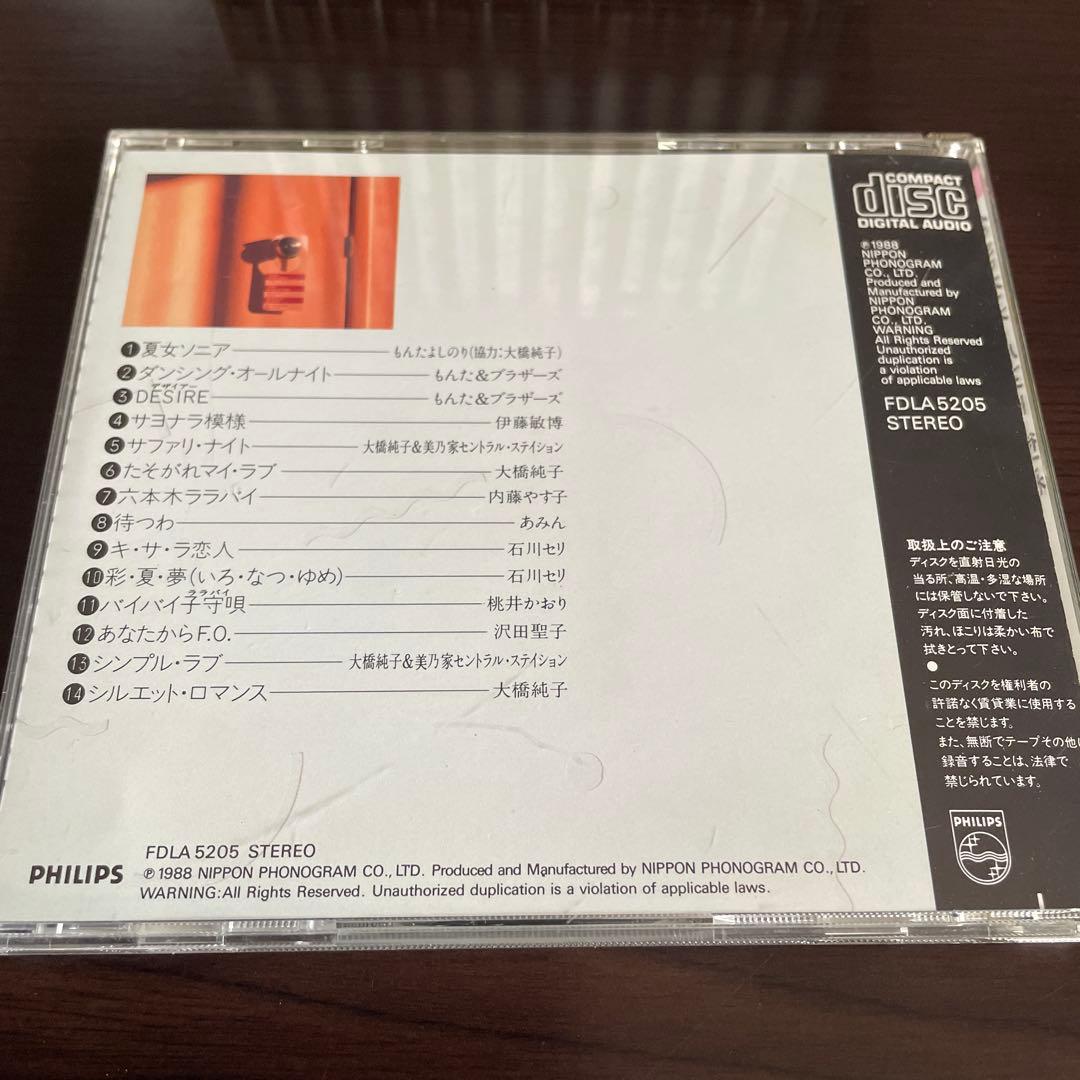 ❶夏女ソニア もんたよしのり(協力:大橋純子)
❷ダンシング・オールナイト もんた&ブラザーズ
デザイアー
❸DESIRE もんた&ブラザーズ
❹サヨナラ模様 伊藤敏博
❺サファリ・ナイト 大橋純子&美乃家セントラル・ステイション
❻たそがれマイ・ラブ 大橋純子
❼六本木ララバイ 内藤やす子
❽待つわ あみん
❾キ・サ・ラ恋人 石川セリ
❿彩・夏・夢(いろ・なつ・ゆめ) 石川セリ
ララバイ
⓫バイバイ子守唄 桃井かおり
⓬あなたからF.O. 沢田聖子
⓭シンプル・ラブ 大橋純子&美乃家セントラル・ステイション
⓮シルエット・ロマンス 大橋純子
PHILIPS
FDLA 5205 STEREO
℗ 1988 NIPPON PHONOGRAM CO., LTD. Produced and Manufactured by NIPPON PHONOGRAM CO., LTD.
WARNING: All Rights Reserved. Unauthorized duplication is a violation of applicable laws.
COMPACT
disc
DIGITAL AUDIO
℗ 1988
NIPPON
PHONOGRAM
CO., LTD.
Produced and
Manufactured by
NIPPON
PHONOGRAM
CO., LTD.
WARNING
All Rights Reserved
Unauthorized
duplication is
a violation
of applicable laws
FDLA 5205
STEREO
取扱上のご注意
ディスクを直射日光の
当る所、高温・多湿な場所
には保管しないで下さい。
ディスク面に付着した
汚れ、ほこりは柔かい布で
拭きとって下さい。
●
このディスクを権利者の
許諾なく賃貸業に使用する
ことを禁じます。
また、無断でテープその他に
録音することは、法律で
禁じられています。
PHILIPS